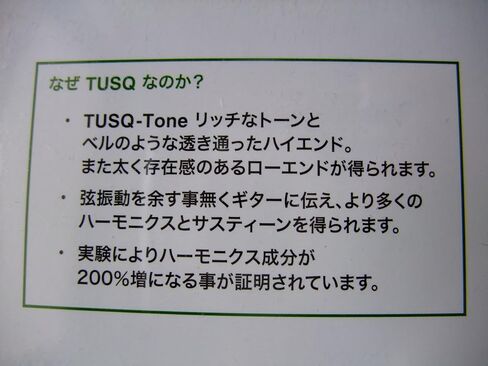 なぜ TUSQ なのか？
・ TUSQ-Tone リッチなトーンと
ベルのような透き通ったハイエンド。
また太く存在感のあるローエンドが得られます。
・ 弦振動を余す事無くギターに伝え、より多くの
ハーモニクスとサスティーンを得られます。
・ 実験によりハーモニクス成分が
200%増になる事が証明されています。